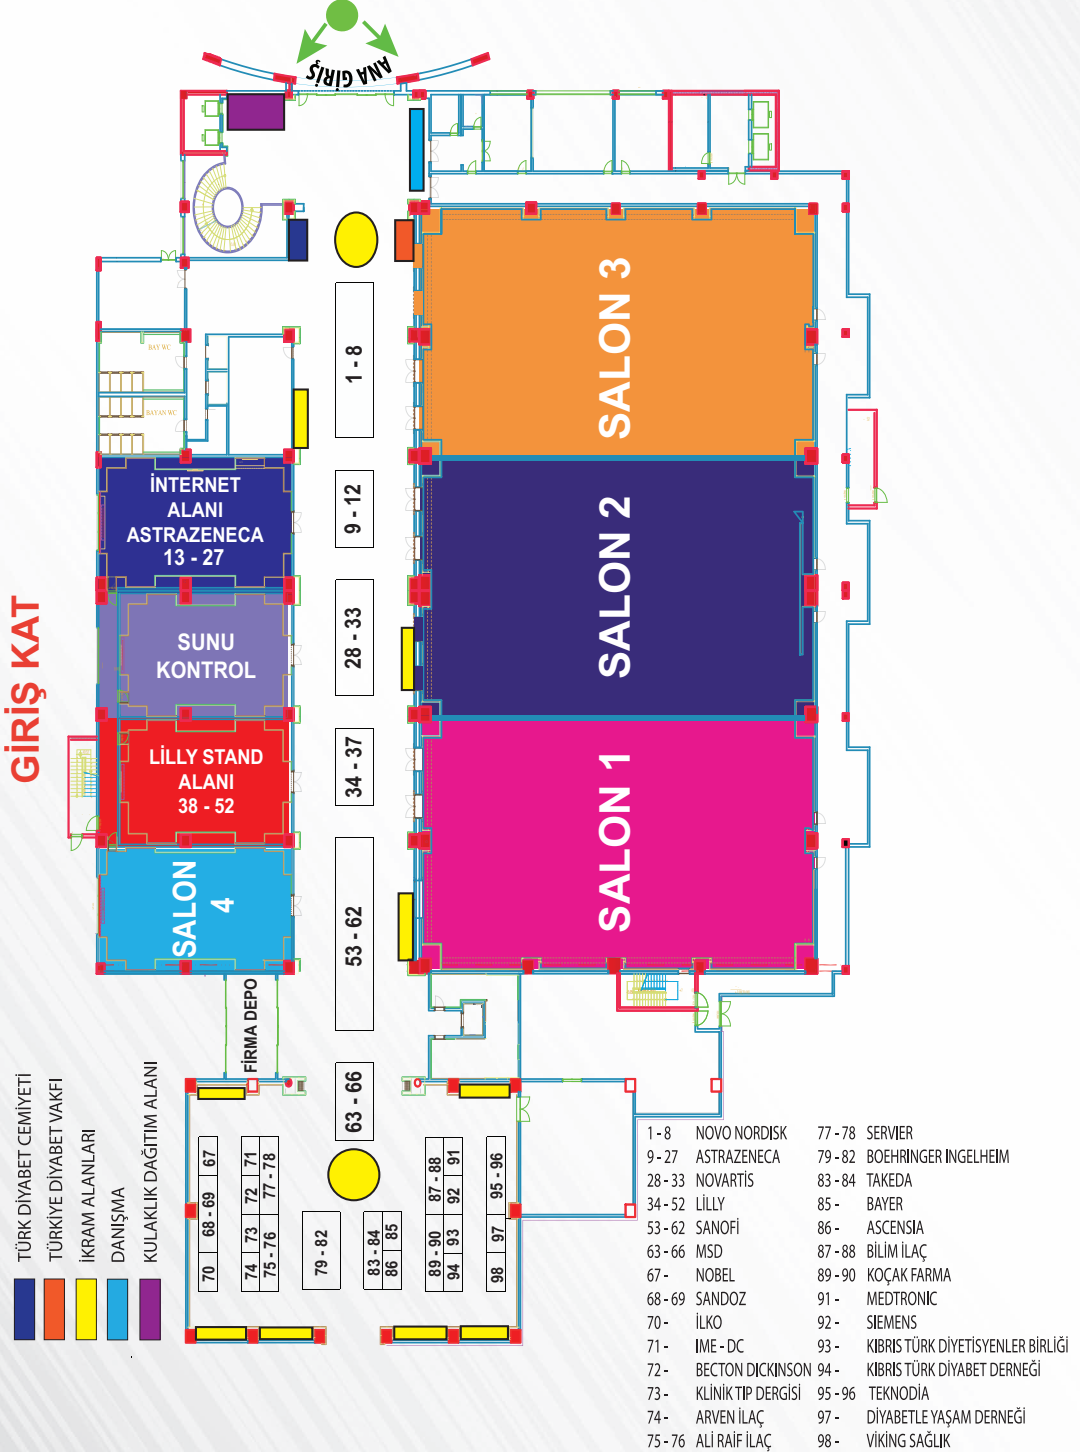 ANA GİRİŞ
SALON 3
1 - 8
BAY WC
BAYAN WC
İNTERNET
ALANI
ASTRAZENECA
13 - 27
9 - 12
SALON 2
28 - 33
SUNU
KONTROL
GİRİŞ KAT
LİLLY STAND
ALANI
38 - 52
34 - 37
SALON 1
SALON
4
53 - 62
FİRMA DEPO
63 - 66
TÜRK DİYABET CEMİYETİ
TÜRKİYE DİYABET VAKFI
İKRAM ALANLARI
DANIŞMA
KULAKLIK DAĞITIM ALANI
67
68 - 69
70
71
72
73
74
77 - 78
75 - 76
79 - 82
83 - 84
85
86
87 - 88
89 - 90
91
92
93
94
95 - 96
97
98
1 - 8 NOVO NORDISK
9 - 27 ASTRAZENECA
28 - 33 NOVARTİS
34 - 52 LİLLY
53 - 62 SANOFİ
63 - 66 MSD
67 - NOBEL
68 - 69 SANDOZ
70 - İLKO
71 - IME - DC
72 - BECTON DICKINSON
73 - KLİNİK TIP DERGİSİ
74 - ARVEN İLAÇ
75 - 76 ALİ RAİF İLAÇ
77 - 78 SERVIER
79 - 82 BOEHRINGER INGELHEIM
83 - 84 TAKEDA
85 - BAYER
86 - ASCENSIA
87 - 88 BİLİM İLAÇ
89 - 90 KOÇAK FARMA
91 - MEDTRONIC
92 - SIEMENS
93 - KIBRIS TÜRK DİYETİSYENLER BİRLİĞİ
94 - KIBRIS TÜRK DİYABET DERNEĞİ
95 - 96 TEKNODİA
97 - DİYABETLE YAŞAM DERNEĞİ
98 - VİKİNG SAĞLIK